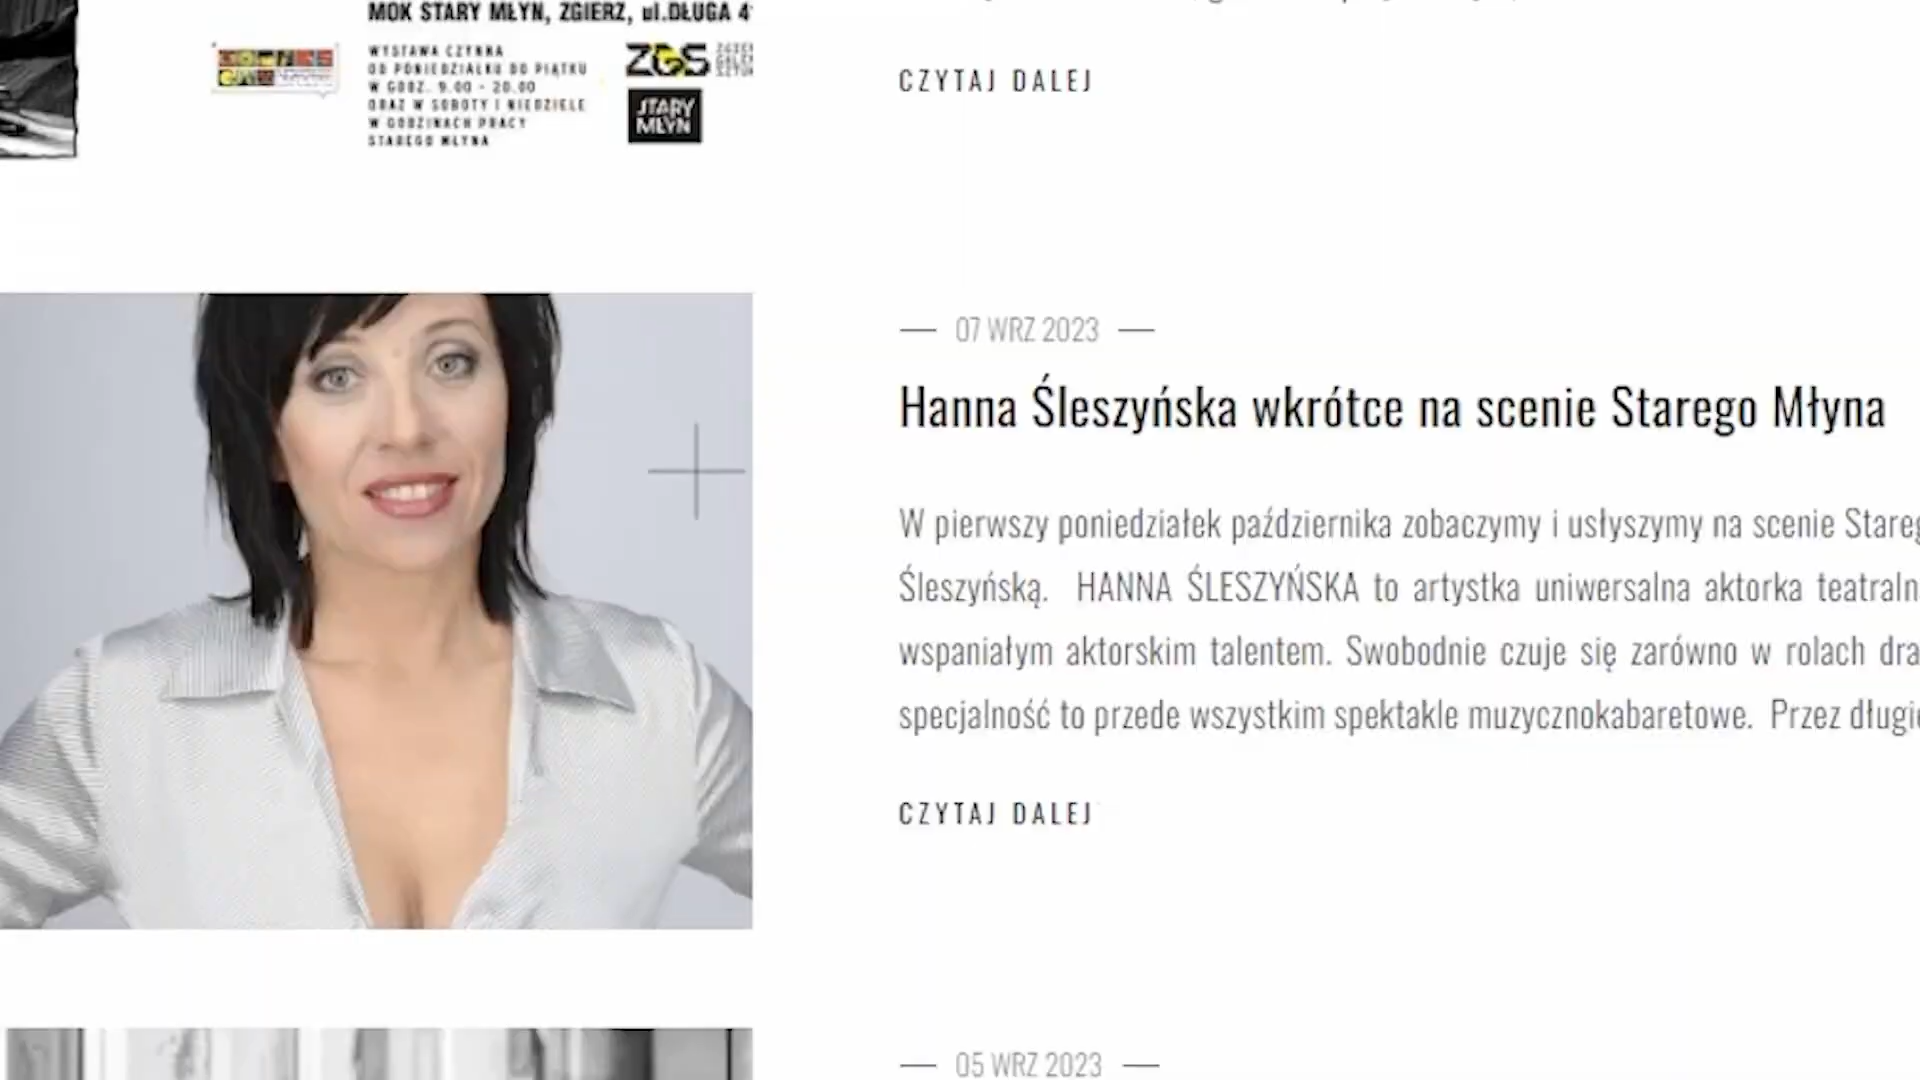 MOK STARY MŁYN, ZGIERZ, ul.DŁUGA 4
WYSTAWA CZYNNA
OD PONIEDZIAŁKU DO PIĄTKU
W GODZ. 9.00 - 20.00
ORAZ W SOBOTY I NIEDZIELE
W GODZINACH PRACY
STAREGO MŁYNA
ZGS
STARY
MŁYN
CZYTAJ DALEJ
07 WRZ 2023
Hanna Śleszyńska wkrótce na scenie Starego Młyna
W pierwszy poniedziałek października zobaczymy i usłyszymy na scenie Stareg
Śleszyńską. HANNA ŚLESZYŃSKA to artystka uniwersalna aktorka teatraln
wspaniałym aktorskim talentem. Swobodnie czuje się zarówno w rolach dra
specjalność to przede wszystkim spektakle muzycznokabaretowe. Przez długi
CZYTAJ DALEJ
05 WRZ 2023